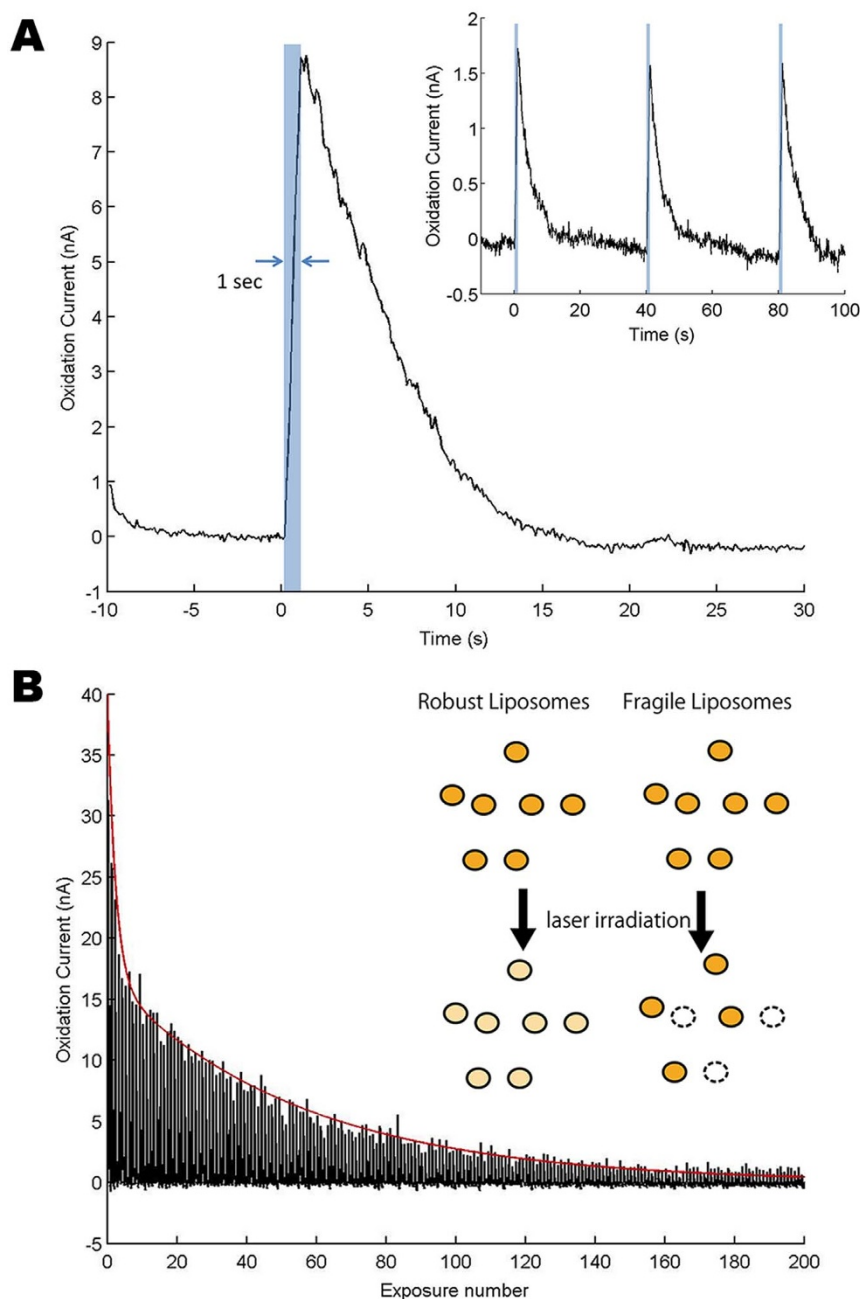 A
9
8
7
6
5
4
3
2
1
0
-1
Oxidation Current (nA)
1 sec
-10 -5 0 5 10 15 20 25 30
Time (s)
2
1.5
1
0.5
0
-0.5
Oxidation Current (nA)
0 20 40 60 80 100
Time (s)
B
40
35
30
25
20
15
10
5
0
-5
Oxidation Current (nA)
Robust Liposomes Fragile Liposomes
laser irradiation
0 20 40 60 80 100 120 140 160 180 200
Exposure number